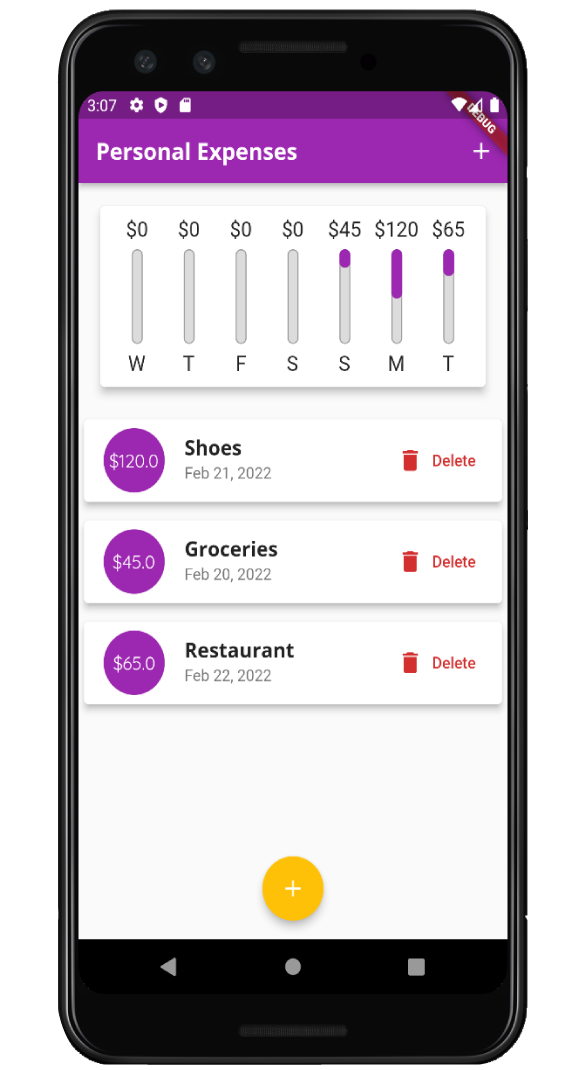 3:07
DEBUG
Personal Expenses +
$0 $0 $0 $0 $45 $120 $65
W T F S S M T
$120.0 Shoes Delete
Feb 21, 2022
$45.0 Groceries Delete
Feb 20, 2022
$65.0 Restaurant Delete
Feb 22, 2022
+